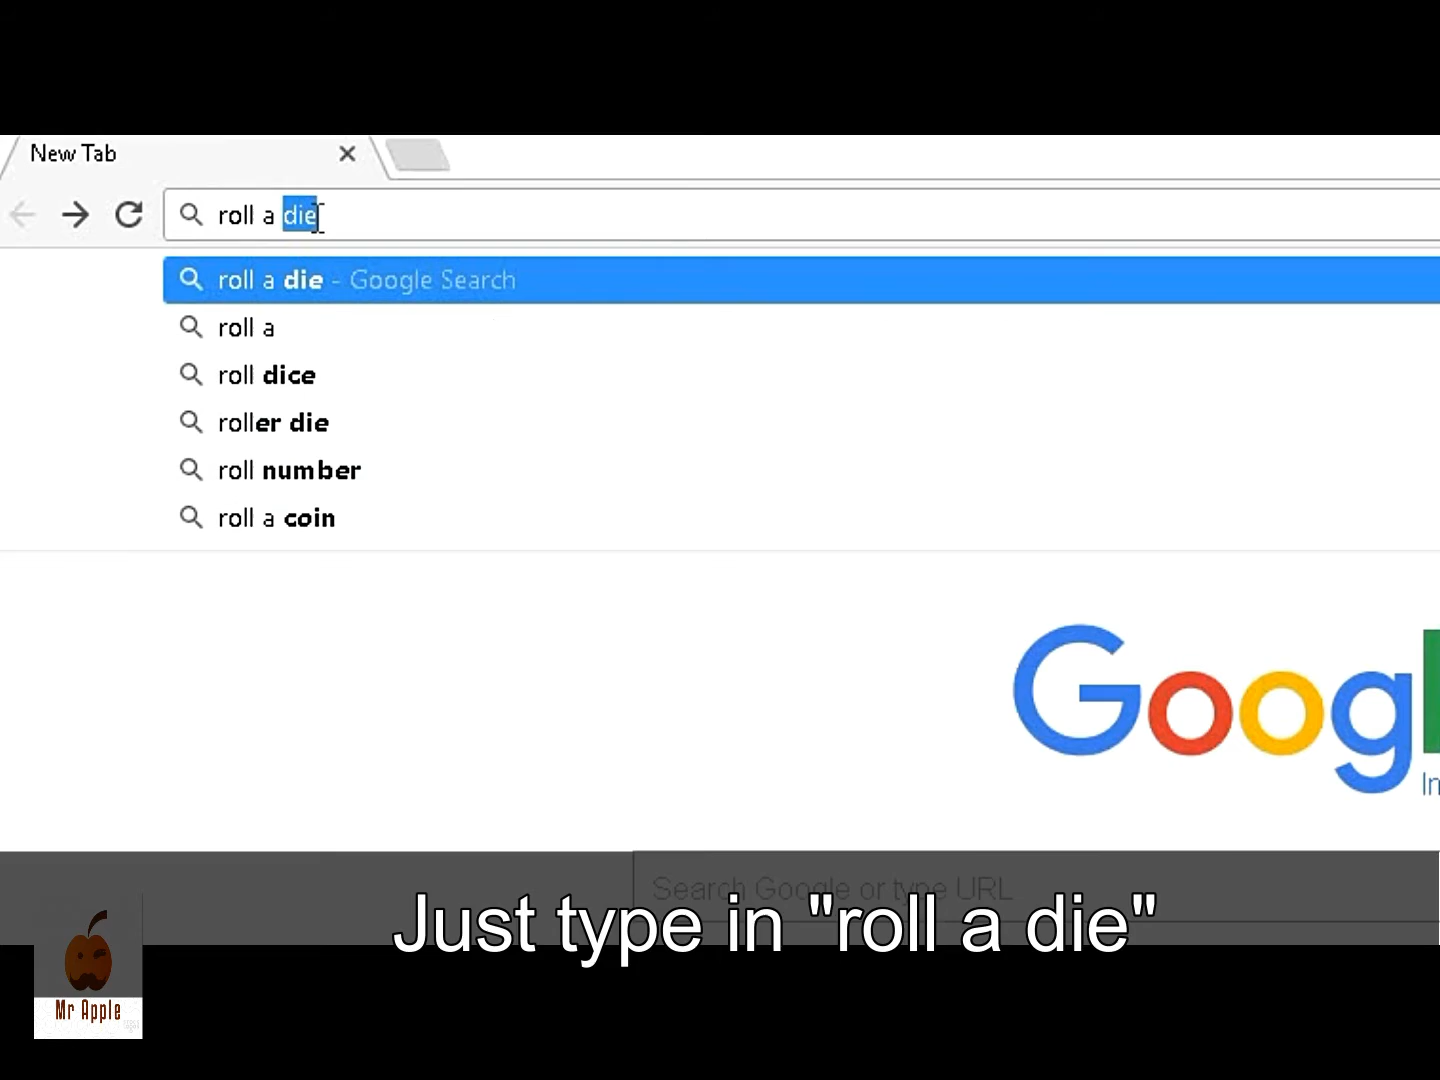 New Tab
roll a die
roll a die - Google Search
roll a
roll dice
roller die
roll number
roll a coin
Googl
In
Search Google or type URL
Just type in "roll a die"
Mr Apple